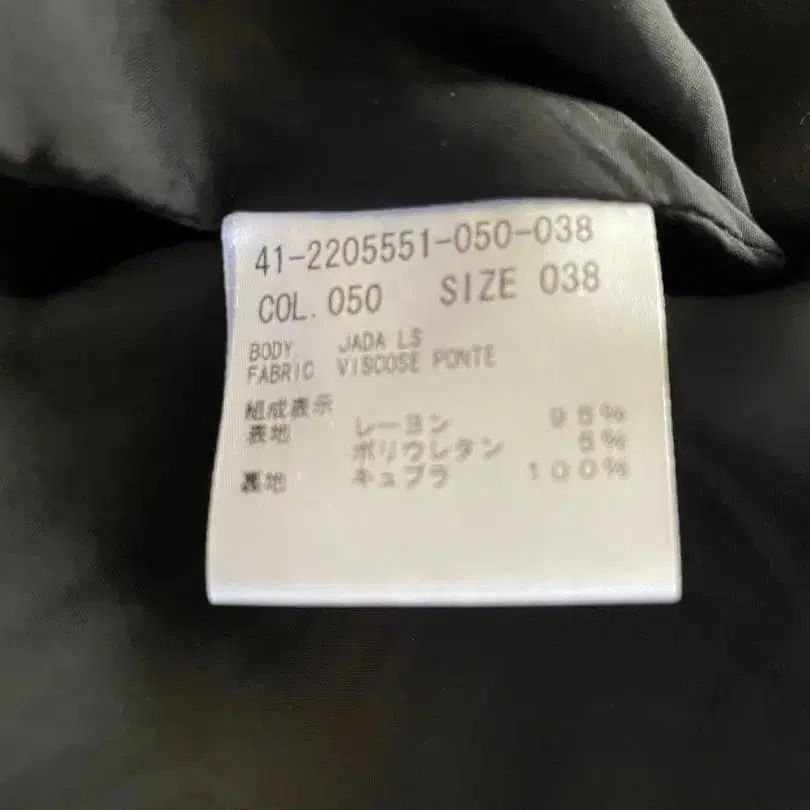 41-2205551-050-038
COL. 050 SIZE 038
BODY JADA LS
FABRIC VISCOSE PONTE
組成表示
表地 レーヨン 95%
ポリウレタン 5%
裏地 キュプラ 100%